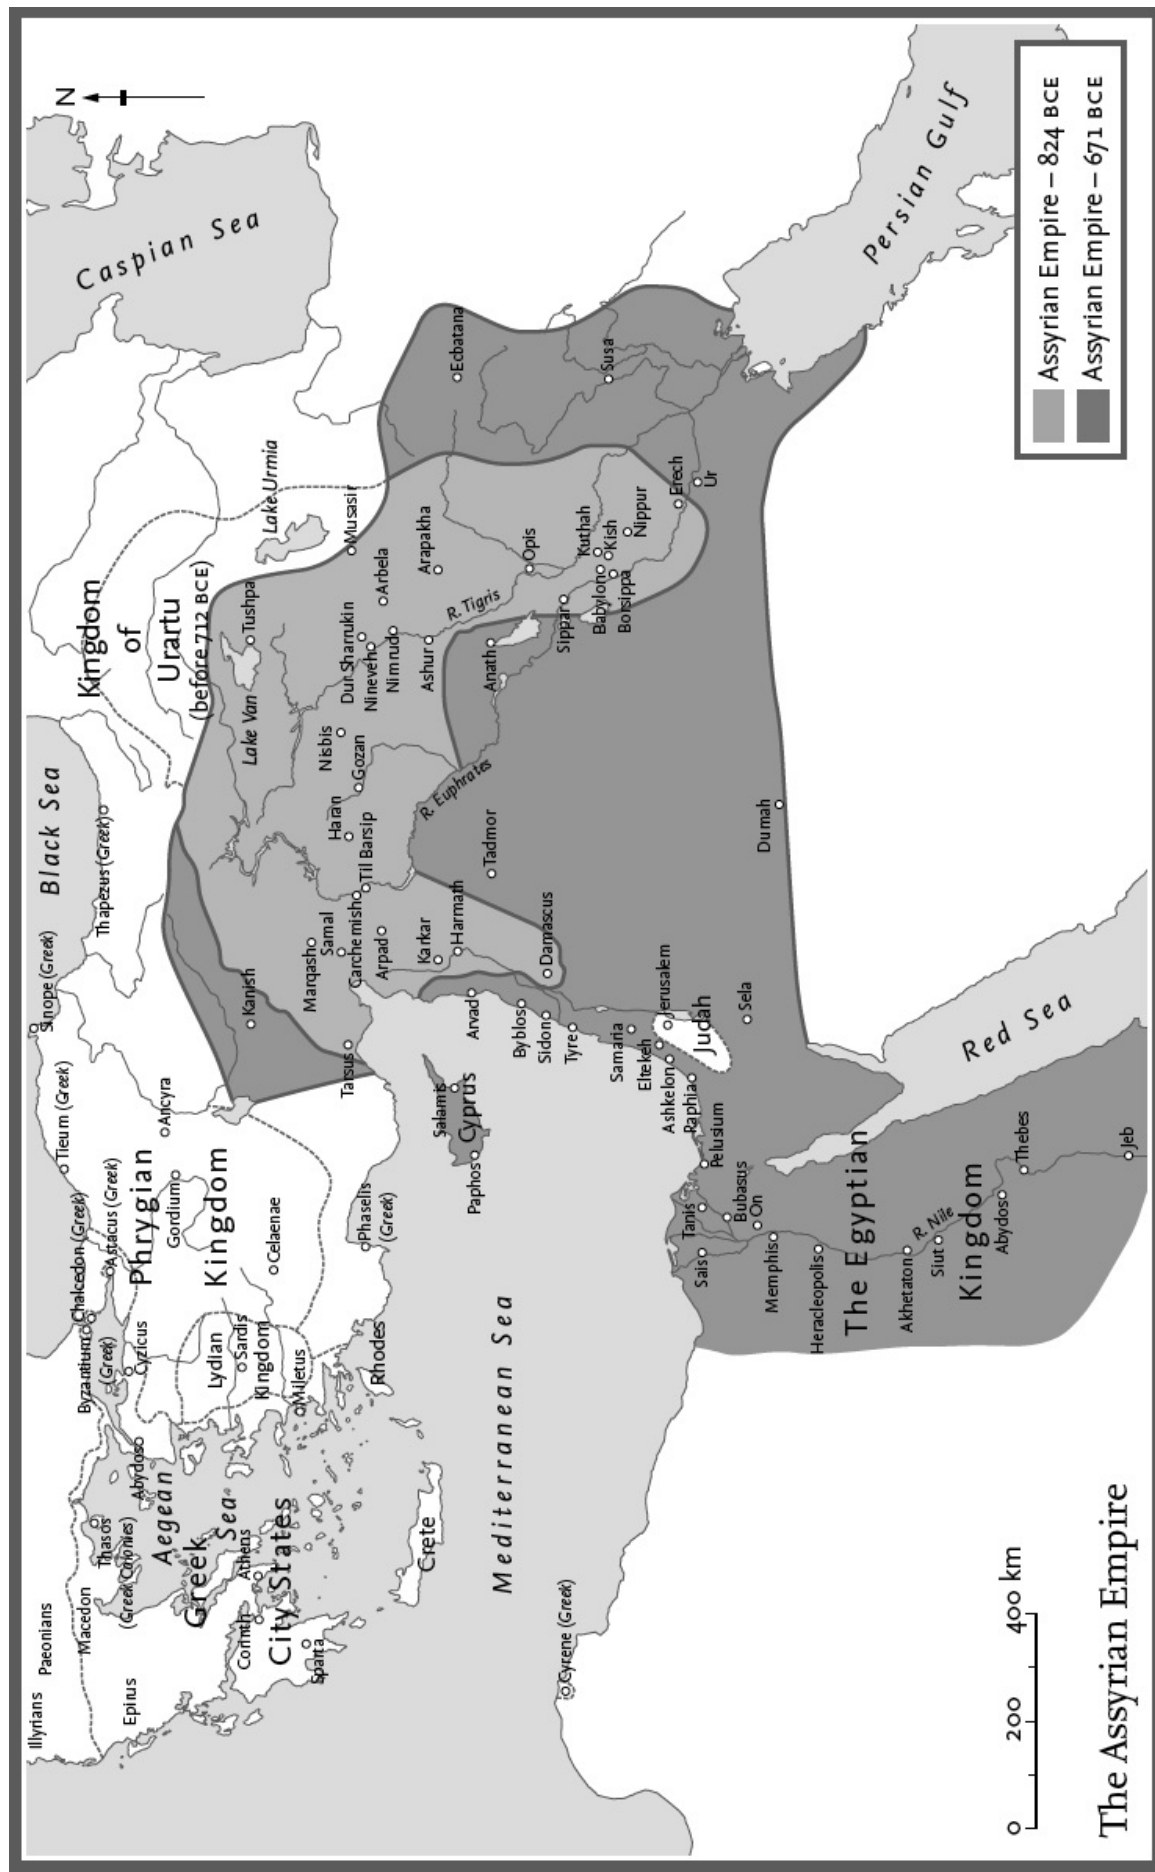 Illyrians
Paeonians
Tieum (Greek)
Sinope (Greek)
Black Sea
N
Macedon
Byzantium
Chalcedon (Greek)
Thasos
(Greek Colonies)
(Greek)
Astacus (Greek)
Thapezus (Greek)
Kingdom
of
Urartu
(before 712 BCE)
Caspian Sea
Epirus
Abydos
Cyzicus
Phrygian
Kingdom
Aegean
Sea
Ancyra
Gordium
Greek
City States
Lydian
Kingdom
Sardis
Athens
Corinth
Sparta
Miletus
Celaenae
Kanish
Lake Van
Tushpa
Lake Urmia
Musasir
Rhodes
Phaselis
(Greek)
Tarsus
Marqash
Samal
Carchemish
Til Barsip
Haran
Nisbis
Gozan
Dur Sharrukin
Nineveh
Nimrud
Arbela
Arpad
Karkar
Harmath
Ashur
Arapakha
Ecbatana
Crete
Salamis
Cyprus
Paphos
Arvad
R. Euphrates
R. Tigris
Tadmor
Anath
Opis
Mediterranean Sea
Byblos
Sidon
Tyre
Damascus
Sippar
Babylon
Borsippa
Kuthah
Kish
Nippur
Susa
Cyrene (Greek)
Samaria
Eltekeh
Ashkelon
Raphia
Jerusalem
Judah
Erech
Ur
Sais
Tanis
Pelusium
Bubasus
On
Sela
Dumah
Memphis
Heracleopolis
The Egyptian
Kingdom
Persian Gulf
Akhetaton
Siut
R. Nile
Abydos
Thebes
Jeb
Red Sea
0 200 400 km
Assyrian Empire – 824 BCE
Assyrian Empire – 671 BCE
The Assyrian Empire